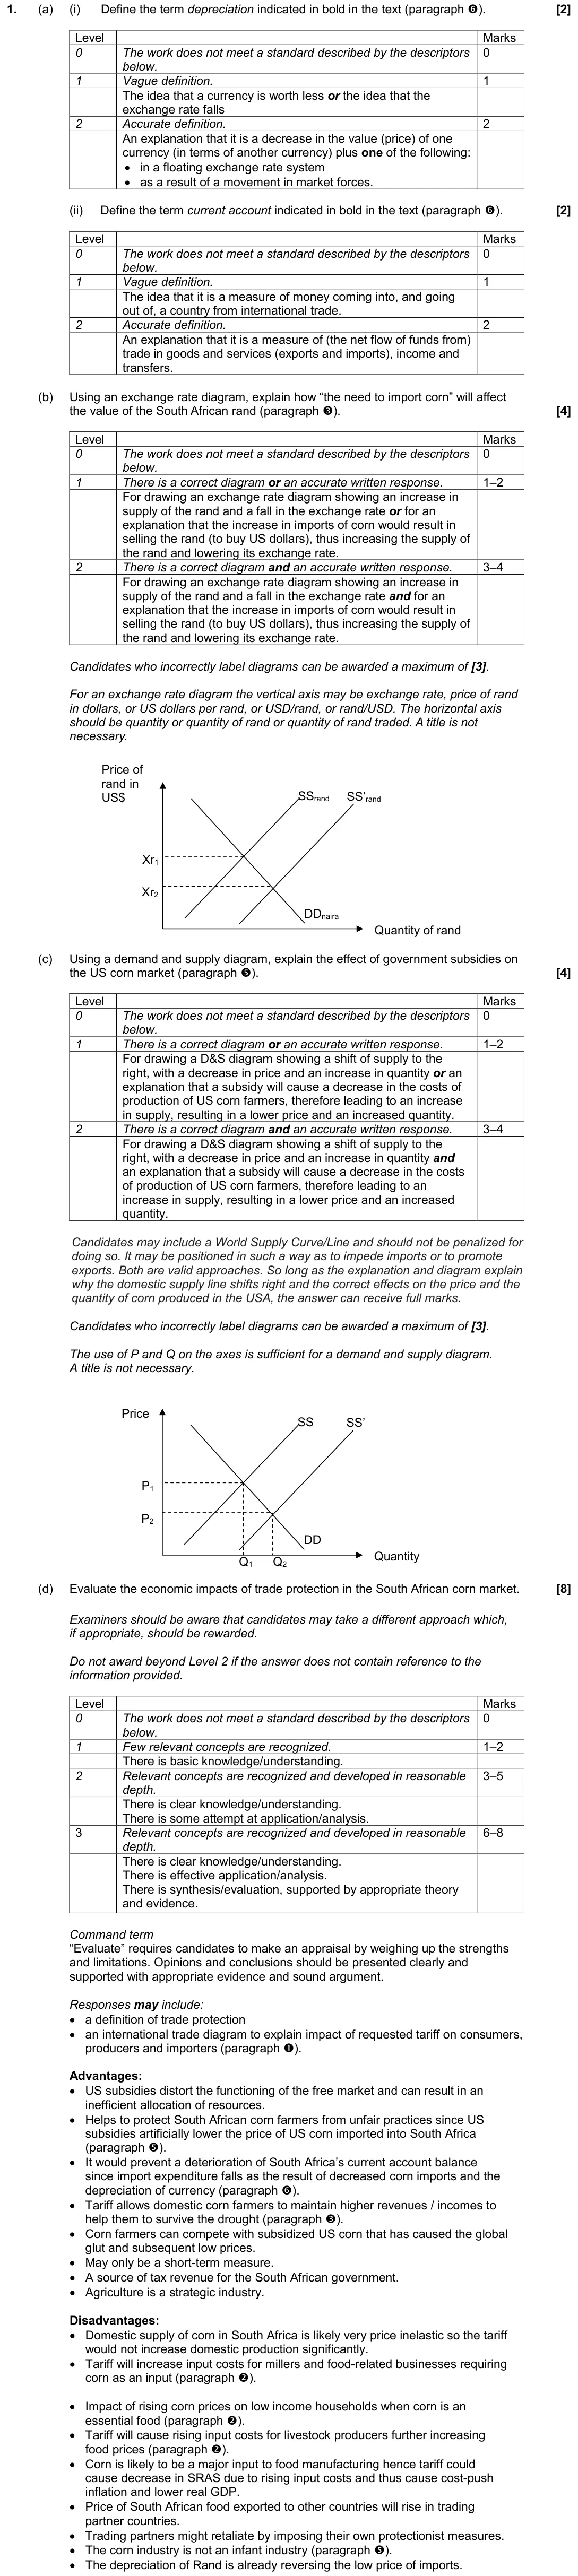 1. (a) (i) Define the term depreciation indicated in bold in the text (paragraph ❻). [2]
Level Marks
0 The work does not meet a standard described by the descriptors 0
below.
1 Vague definition. 1
The idea that a currency is worth less or the idea that the
exchange rate falls
2 Accurate definition. 2
An explanation that it is a decrease in the value (price) of one
currency (in terms of another currency) plus one of the following:
• in a floating exchange rate system
• as a result of a movement in market forces.
(ii) Define the term current account indicated in bold in the text (paragraph ❻). [2]
Level Marks
0 The work does not meet a standard described by the descriptors 0
below.
1 Vague definition. 1
The idea that it is a measure of money coming into, and going
out of, a country from international trade.
2 Accurate definition. 2
An explanation that it is a measure of (the net flow of funds from)
trade in goods and services (exports and imports), income and
transfers.
(b) Using an exchange rate diagram, explain how “the need to import corn” will affect
the value of the South African rand (paragraph ❸). [4]
Level Marks
0 The work does not meet a standard described by the descriptors 0
below.
1 There is a correct diagram or an accurate written response. 1–2
For drawing an exchange rate diagram showing an increase in
supply of the rand and a fall in the exchange rate or for an
explanation that the increase in imports of corn would result in
selling the rand (to buy US dollars), thus increasing the supply of
the rand and lowering its exchange rate.
2 There is a correct diagram and an accurate written response. 3–4
For drawing an exchange rate diagram showing an increase in
supply of the rand and a fall in the exchange rate and for an
explanation that the increase in imports of corn would result in
selling the rand (to buy US dollars), thus increasing the supply of
the rand and lowering its exchange rate.
Candidates who incorrectly label diagrams can be awarded a maximum of [3].
For an exchange rate diagram the vertical axis may be exchange rate, price of rand
in dollars, or US dollars per rand, or USD/rand, or rand/USD. The horizontal axis
should be quantity or quantity of rand or quantity of rand traded. A title is not
necessary.
Price of
rand in
US$
SSrand SS'rand
Xr1
Xr2
DDnaira
Quantity of rand
(c) Using a demand and supply diagram, explain the effect of government subsidies on
the US corn market (paragraph ❺). [4]
Level Marks
0 The work does not meet a standard described by the descriptors 0
below.
1 There is a correct diagram or an accurate written response. 1–2
For drawing a D&S diagram showing a shift of supply to the
right, with a decrease in price and an increase in quantity or an
explanation that a subsidy will cause a decrease in the costs of
production of US corn farmers, therefore leading to an increase
in supply, resulting in a lower price and an increased quantity.
2 There is a correct diagram and an accurate written response. 3–4
For drawing a D&S diagram showing a shift of supply to the
right, with a decrease in price and an increase in quantity and
an explanation that a subsidy will cause a decrease in the costs
of production of US corn farmers, therefore leading to an
increase in supply, resulting in a lower price and an increased
quantity.
Candidates may include a World Supply Curve/Line and should not be penalized for
doing so. It may be positioned in such a way as to impede imports or to promote
exports. Both are valid approaches. So long as the explanation and diagram explain
why the domestic supply line shifts right and the correct effects on the price and the
quantity of corn produced in the USA, the answer can receive full marks.
Candidates who incorrectly label diagrams can be awarded a maximum of [3].
The use of P and Q on the axes is sufficient for a demand and supply diagram.
A title is not necessary.
Price
SS SS'
P1
P2
DD
Q1 Q2
Quantity
(d) Evaluate the economic impacts of trade protection in the South African corn market. [8]
Examiners should be aware that candidates may take a different approach which,
if appropriate, should be rewarded.
Do not award beyond Level 2 if the answer does not contain reference to the
information provided.
Level Marks
0 The work does not meet a standard described by the descriptors 0
below.
1 Few relevant concepts are recognized. 1–2
There is basic knowledge/understanding.
2 Relevant concepts are recognized and developed in reasonable 3–5
depth.
There is clear knowledge/understanding.
There is some attempt at application/analysis.
3 Relevant concepts are recognized and developed in reasonable 6–8
depth.
There is clear knowledge/understanding.
There is effective application/analysis.
There is synthesis/evaluation, supported by appropriate theory
and evidence.
Command term
“Evaluate” requires candidates to make an appraisal by weighing up the strengths
and limitations. Opinions and conclusions should be presented clearly and
supported with appropriate evidence and sound argument.
Responses may include:
• a definition of trade protection
• an international trade diagram to explain impact of requested tariff on consumers,
producers and importers (paragraph ❶).
Advantages:
• US subsidies distort the functioning of the free market and can result in an
inefficient allocation of resources.
• Helps to protect South African corn farmers from unfair practices since US
subsidies artificially lower the price of US corn imported into South Africa
(paragraph ❺).
• It would prevent a deterioration of South Africa’s current account balance
since import expenditure falls as the result of decreased corn imports and the
depreciation of currency (paragraph ❻).
• Tariff allows domestic corn farmers to maintain higher revenues / incomes to
help them to survive the drought (paragraph ❸).
• Corn farmers can compete with subsidized US corn that has caused the global
glut and subsequent low prices.
• May only be a short-term measure.
• A source of tax revenue for the South African government.
• Agriculture is a strategic industry.
Disadvantages:
• Domestic supply of corn in South Africa is likely very price inelastic so the tariff
would not increase domestic production significantly.
• Tariff will increase input costs for millers and food-related businesses requiring
corn as an input (paragraph ❷).
• Impact of rising corn prices on low income households when corn is an
essential food (paragraph ❷).
• Tariff will cause rising input costs for livestock producers further increasing
food prices (paragraph ❷).
• Corn is likely to be a major input to food manufacturing hence tariff could
cause decrease in SRAS due to rising input costs and thus cause cost-push
inflation and lower real GDP.
• Price of South African food exported to other countries will rise in trading
partner countries.
• Trading partners might retaliate by imposing their own protectionist measures.
• The corn industry is not an infant industry (paragraph ❺).
• The depreciation of Rand is already reversing the low price of imports.